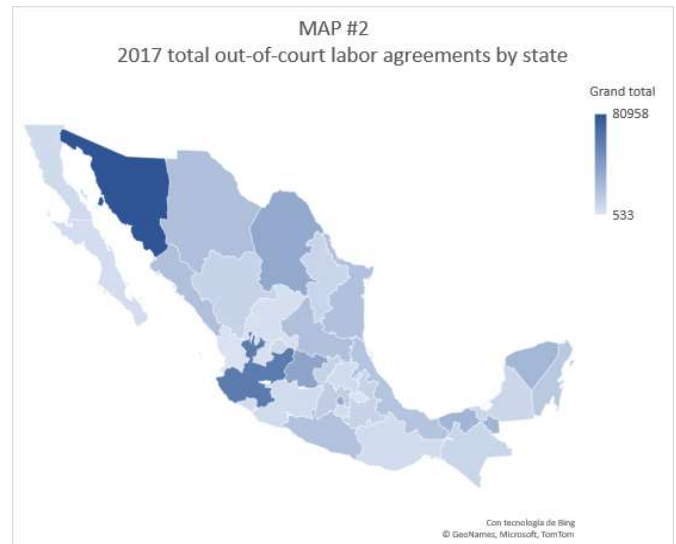 MAP #2
2017 total out-of-court labor agreements by state
Grand total
80958
533
Con tecnología de Bing
© GeoNames, Microsoft, TomTom